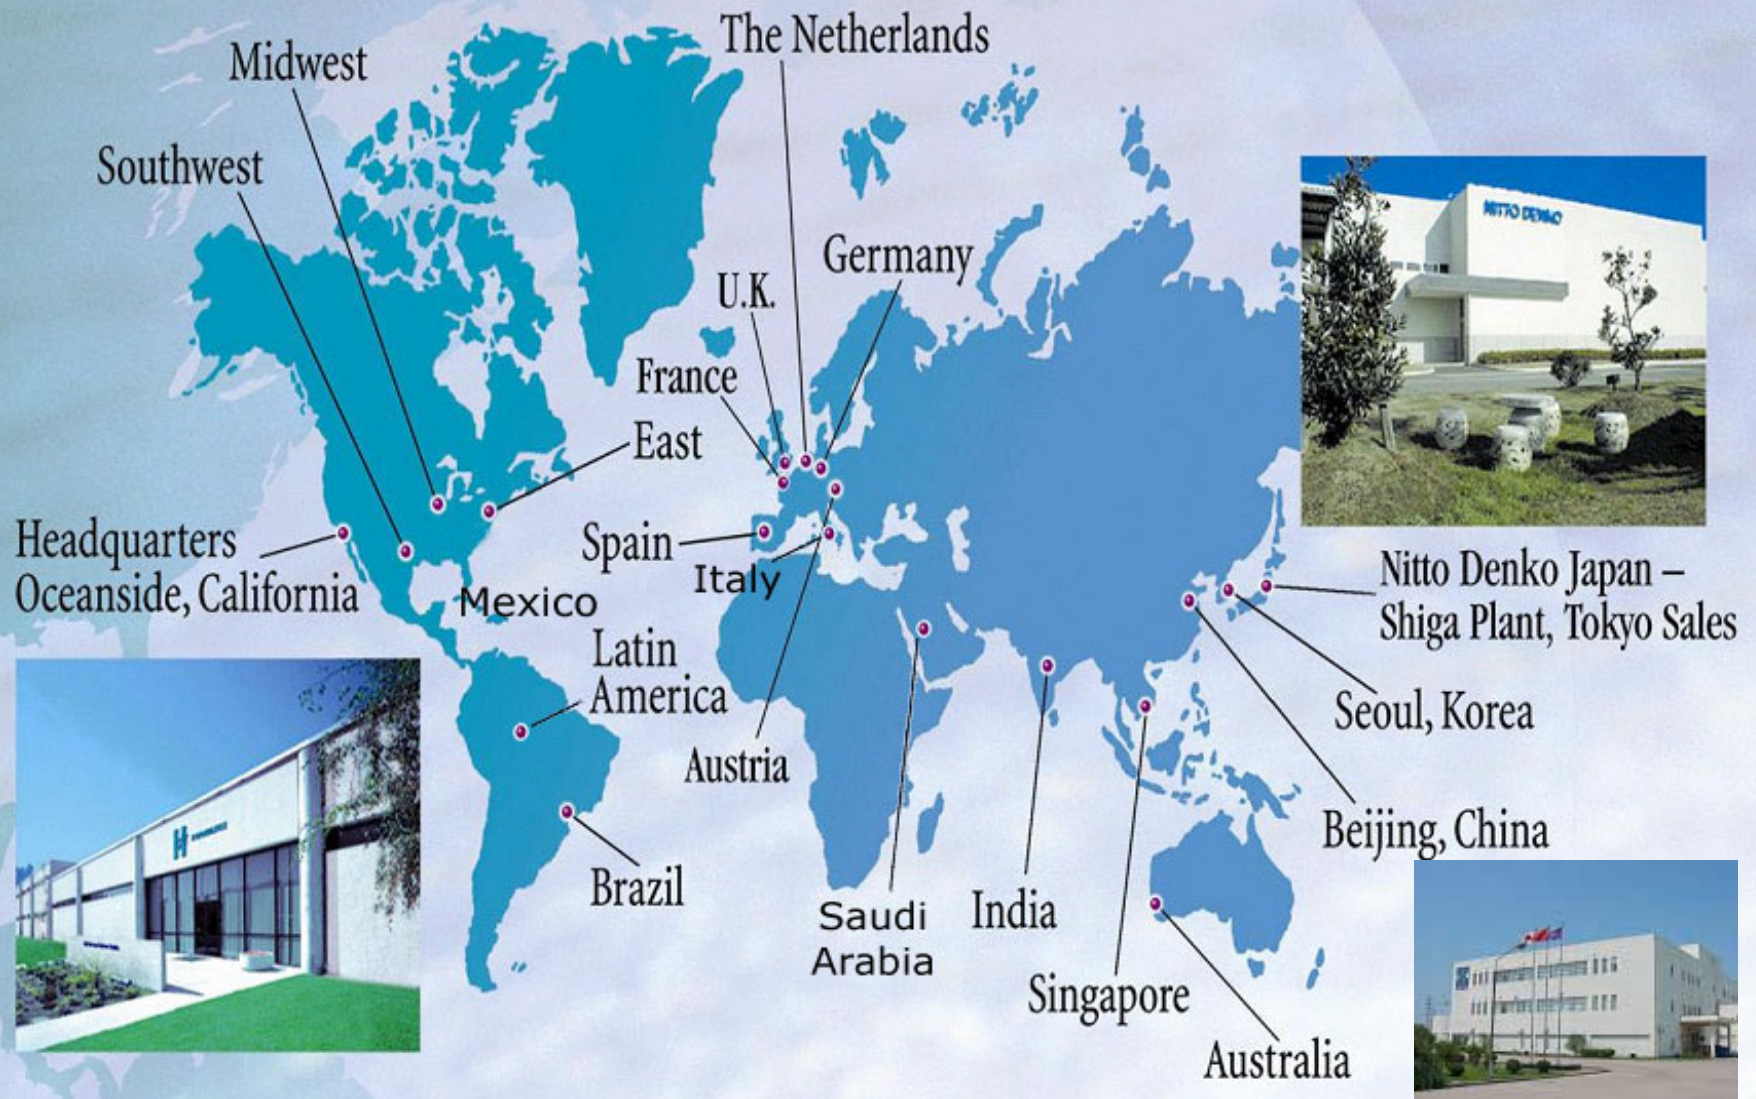 The Netherlands
Midwest
Southwest
Germany
U.K.
France
East
Headquarters
Oceanside, California
Spain
Italy
Mexico
Latin
America
Austria
Brazil
Saudi
Arabia
India
Singapore
Australia
NITTO DENKO
Nitto Denko Japan –
Shiga Plant, Tokyo Sales
Seoul, Korea
Beijing, China
H